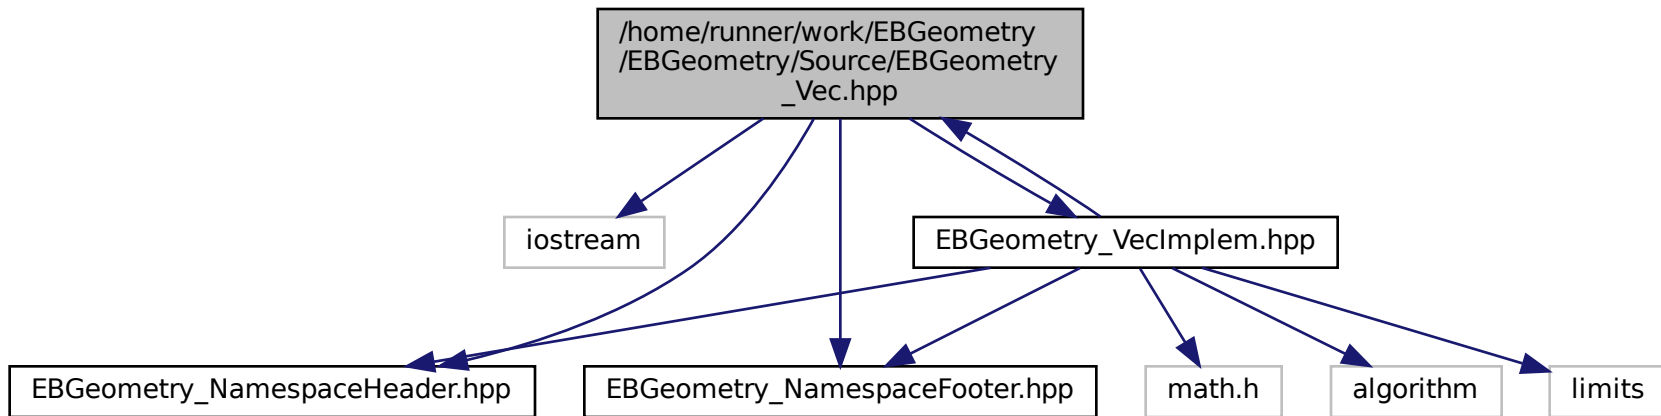 /home/runner/work/EBGeometry
/EBGeometry/Source/EBGeometry
_Vec.hpp
iostream
EBGeometry_VecImplem.hpp
EBGeometry_NamespaceHeader.hpp
EBGeometry_NamespaceFooter.hpp
math.h
algorithm
limits